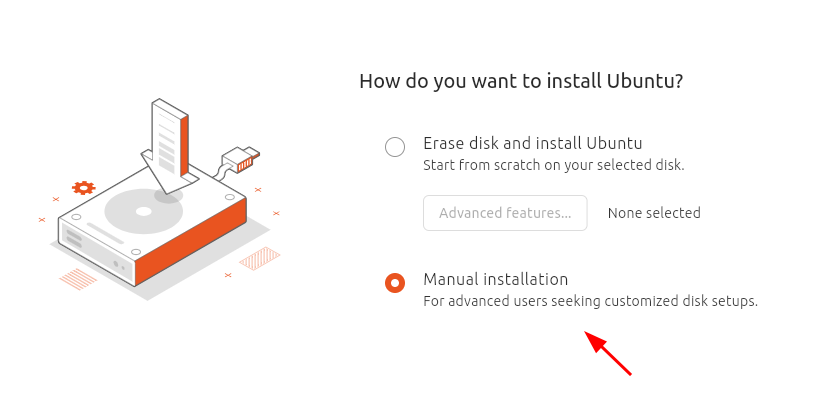 How do you want to install Ubuntu?
Erase disk and install Ubuntu
Start from scratch on your selected disk.
Advanced features... None selected
Manual installation
For advanced users seeking customized disk setups.